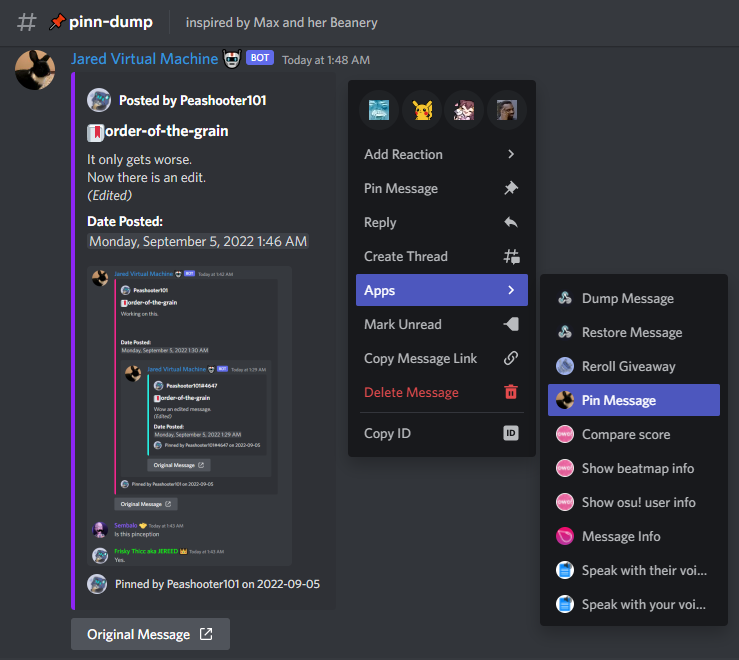 pinn-dump
inspired by Max and her Beanery
Jared Virtual Machine BOT Today at 1:48 AM
Posted by Peashooter101
order-of-the-grain
It only gets worse.
Now there is an edit.
(Edited)
Date Posted:
Monday, September 5, 2022 1:46 AM
Jared Virtual Machine BOT Today at 1:42 AM
Peashooter101
order-of-the-grain
Working on this.
Date Posted:
Monday, September 5, 2022 1:30 AM
Jared Virtual Machine BOT Today at 1:29 AM
Peashooter101#4647
order-of-the-grain
Wow an edited message
(Edited)
Date Posted:
Monday, September 5, 2022 1:29 AM
Pinned by Peashooter101#4647 on 2022-09-05
Original Message
Pinned by Peashooter101 on 2022-09-05
Original Message
Sembalo Today at 1:43 AM
Is this pinception
Frisky Thicc aka JEREED Today at 1:43 AM
Yes.
Pinned by Peashooter101 on 2022-09-05
Original Message
Add Reaction
Pin Message
Reply
Create Thread
Apps
Mark Unread
Copy Message Link
Delete Message
Copy ID
ID
Dump Message
Restore Message
Reroll Giveaway
Pin Message
owo! Compare score
owo! Show beatmap info
owo! Show osu! user info
Message Info
Speak with their voi...
Speak with your voi...